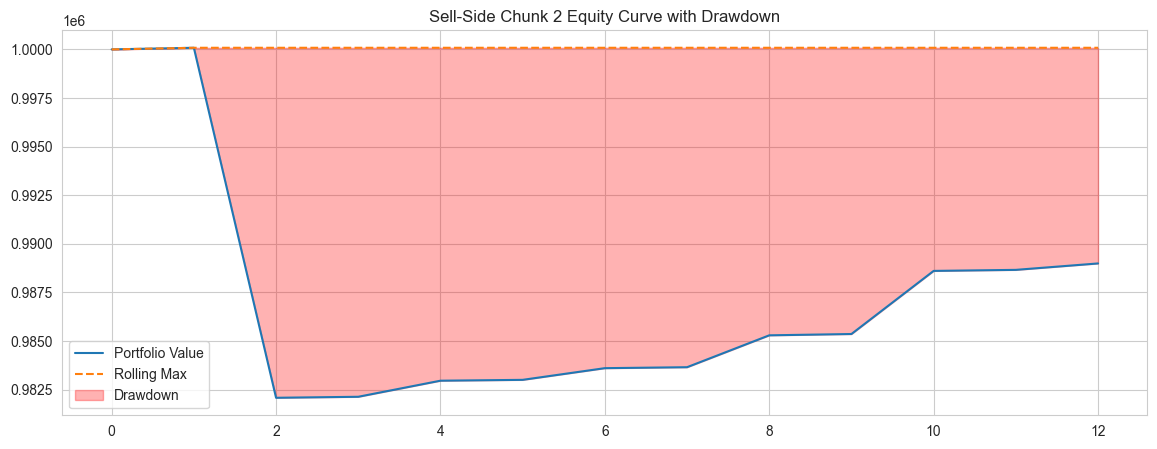 Sell-Side Chunk 2 Equity Curve with Drawdown
1e6
1.0000
0.9975
0.9950
0.9925
0.9900
0.9875
0.9850
0.9825
Portfolio Value
Rolling Max
Drawdown
0 2 4 6 8 10 12